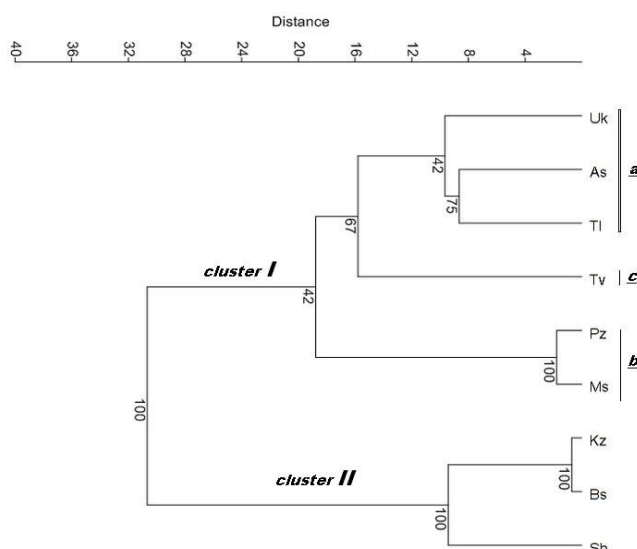 Distance
40 36 32 28 24 20 16 12 8 4
Uk
42
As
a
75
Tl
67
cluster I
Tv
c
42
Pz
b
100
Ms
100
Kz
cluster II
100
Bs
100
Sh